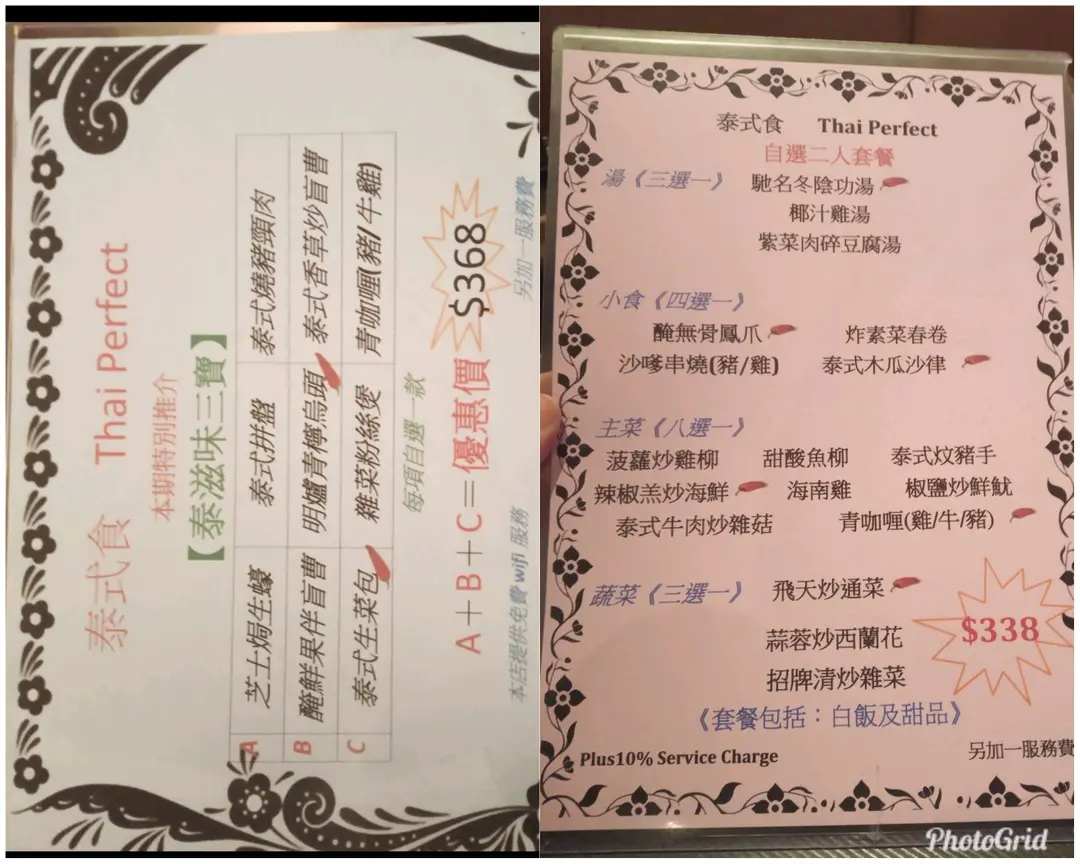 泰式食 Thai Perfect
本期特別推介
【泰滋味三寶】
A 芝士焗生蠔 泰式拼盤 泰式燒豬頸肉
B 醃鮮果伴盲曹 明爐青檸烏頭 泰式香草炒盲曹
C 泰式生菜包 雜菜粉絲煲 青咖喱(豬/牛雞)
每項自選一款
A＋B＋C＝優惠價 $368
本店提供免費 wifi 服務 另加一服務費
泰式食 Thai Perfect
自選二人套餐
湯《三選一》 馳名冬陰功湯
椰汁雞湯
紫菜肉碎豆腐湯
小食《四選一》
醃無骨鳳爪 炸素菜春卷
沙嗲串燒(豬/雞) 泰式木瓜沙律
主菜《八選一》
菠蘿炒雞柳 甜酸魚柳 泰式炆豬手
辣椒羔炒海鮮 海南雞 椒鹽炒鮮魷
泰式牛肉炒雜菇 青咖喱(雞/牛/豬)
蔬菜《三選一》 飛天炒通菜
蒜蓉炒西蘭花
$338
招牌清炒雜菜
《套餐包括：白飯及甜品》
Plus10% Service Charge 另加一服務費
PhotoGrid